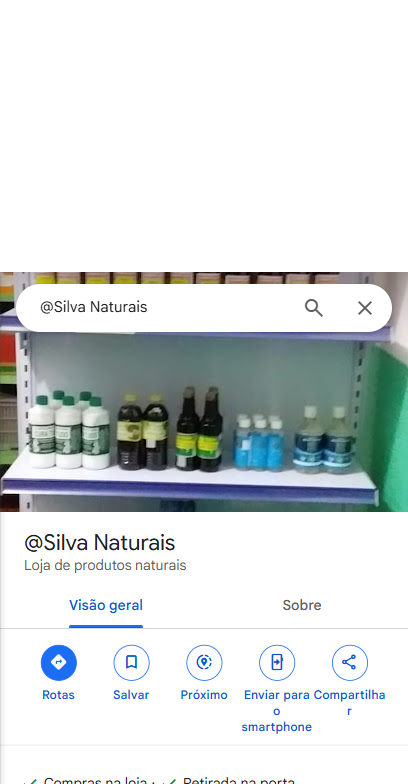 @Silva Naturais
@Silva Naturais
Loja de produtos naturais
Visão geral
Sobre
Rotas
Salvar
Próximo
Enviar para
o
smartphone
Compartilha
r
Compras na loja · Retirada na porta